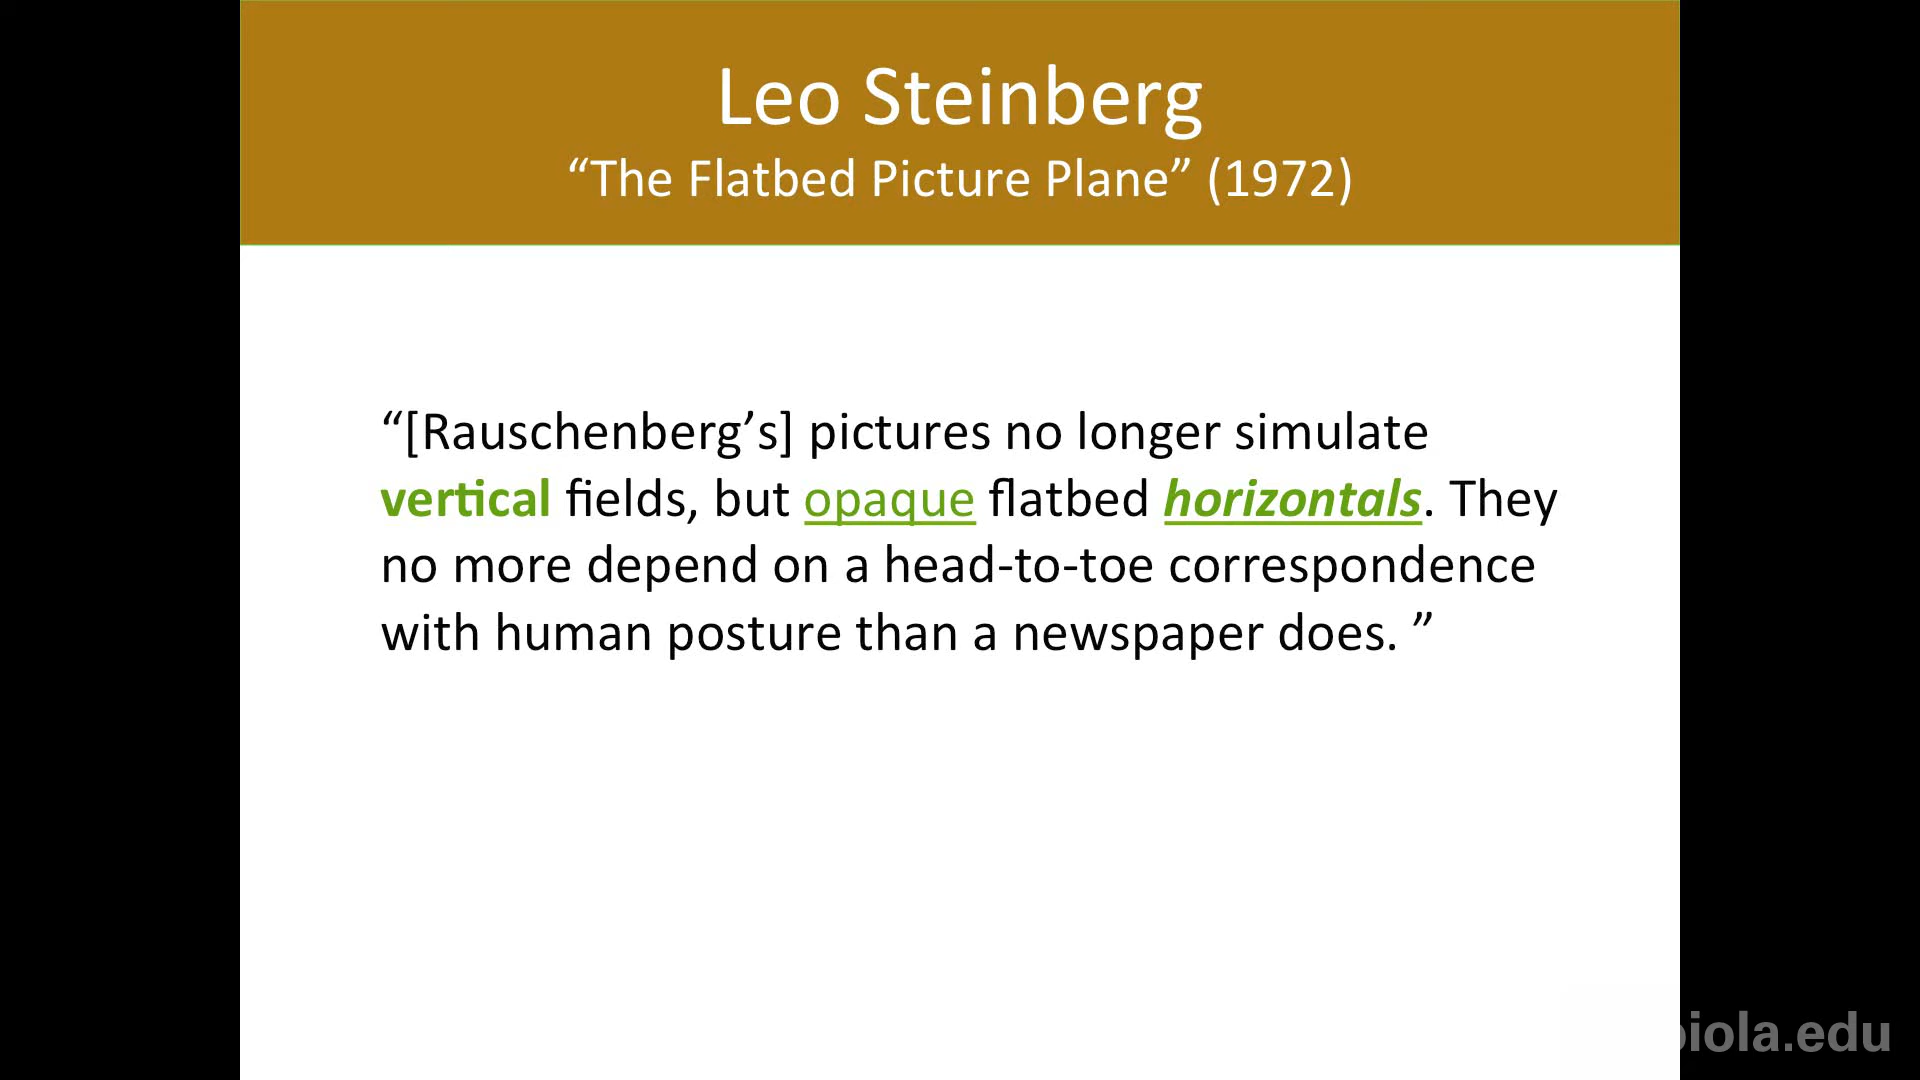 Leo Steinberg
“The Flatbed Picture Plane” (1972)
“[Rauschenberg’s] pictures no longer simulate
vertical fields, but opaque flatbed horizontals. They
no more depend on a head-to-toe correspondence
with human posture than a newspaper does. ”
biola.edu